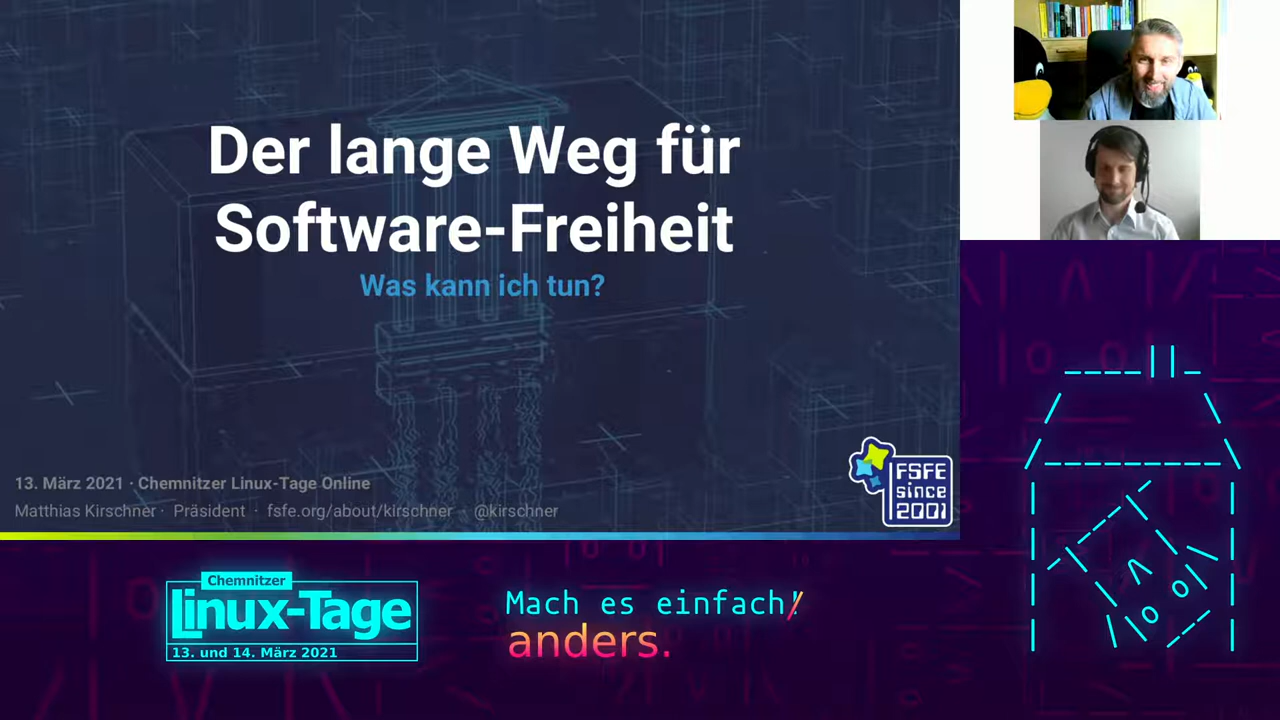 Der lange Weg für
Software-Freiheit
Was kann ich tun?
13. März 2021 · Chemnitzer Linux-Tage Online
Matthias Kirschner · Präsident · fsfe.org/about/kirschner · @kirschner
FSFE
since
2001
Chemnitzer
Linux-Tage
13. und 14. März 2021
Mach es einfach!
anders.